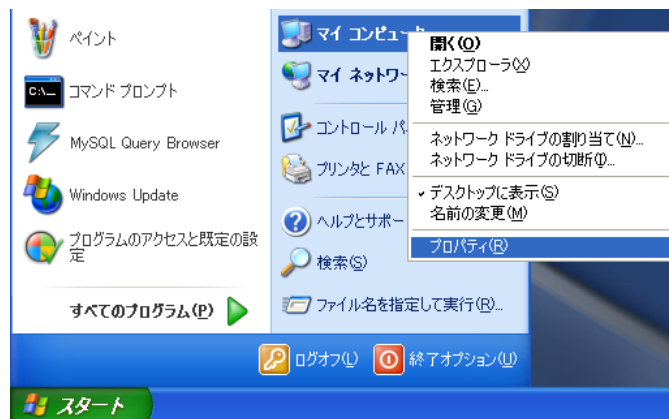 ペイント
C:\_
コマンド プロンプト
MySQL Query Browser
Windows Update
プログラムのアクセスと既定の設
定
すべてのプログラム(P)
マイ コンピュータ
マイ ネットワー
コントロール パ
プリンタと FAX
ヘルプとサポー
検索(S)
ファイル名を指定して実行(R)...
開く(O)
エクスプローラ(X)
検索(E)...
管理(G)
ネットワーク ドライブの割り当て(N)...
ネットワーク ドライブの切断(I)...
デスクトップに表示(S)
名前の変更(M)
プロパティ(R)
ログオフ(L)
終了オプション(U)
スタート